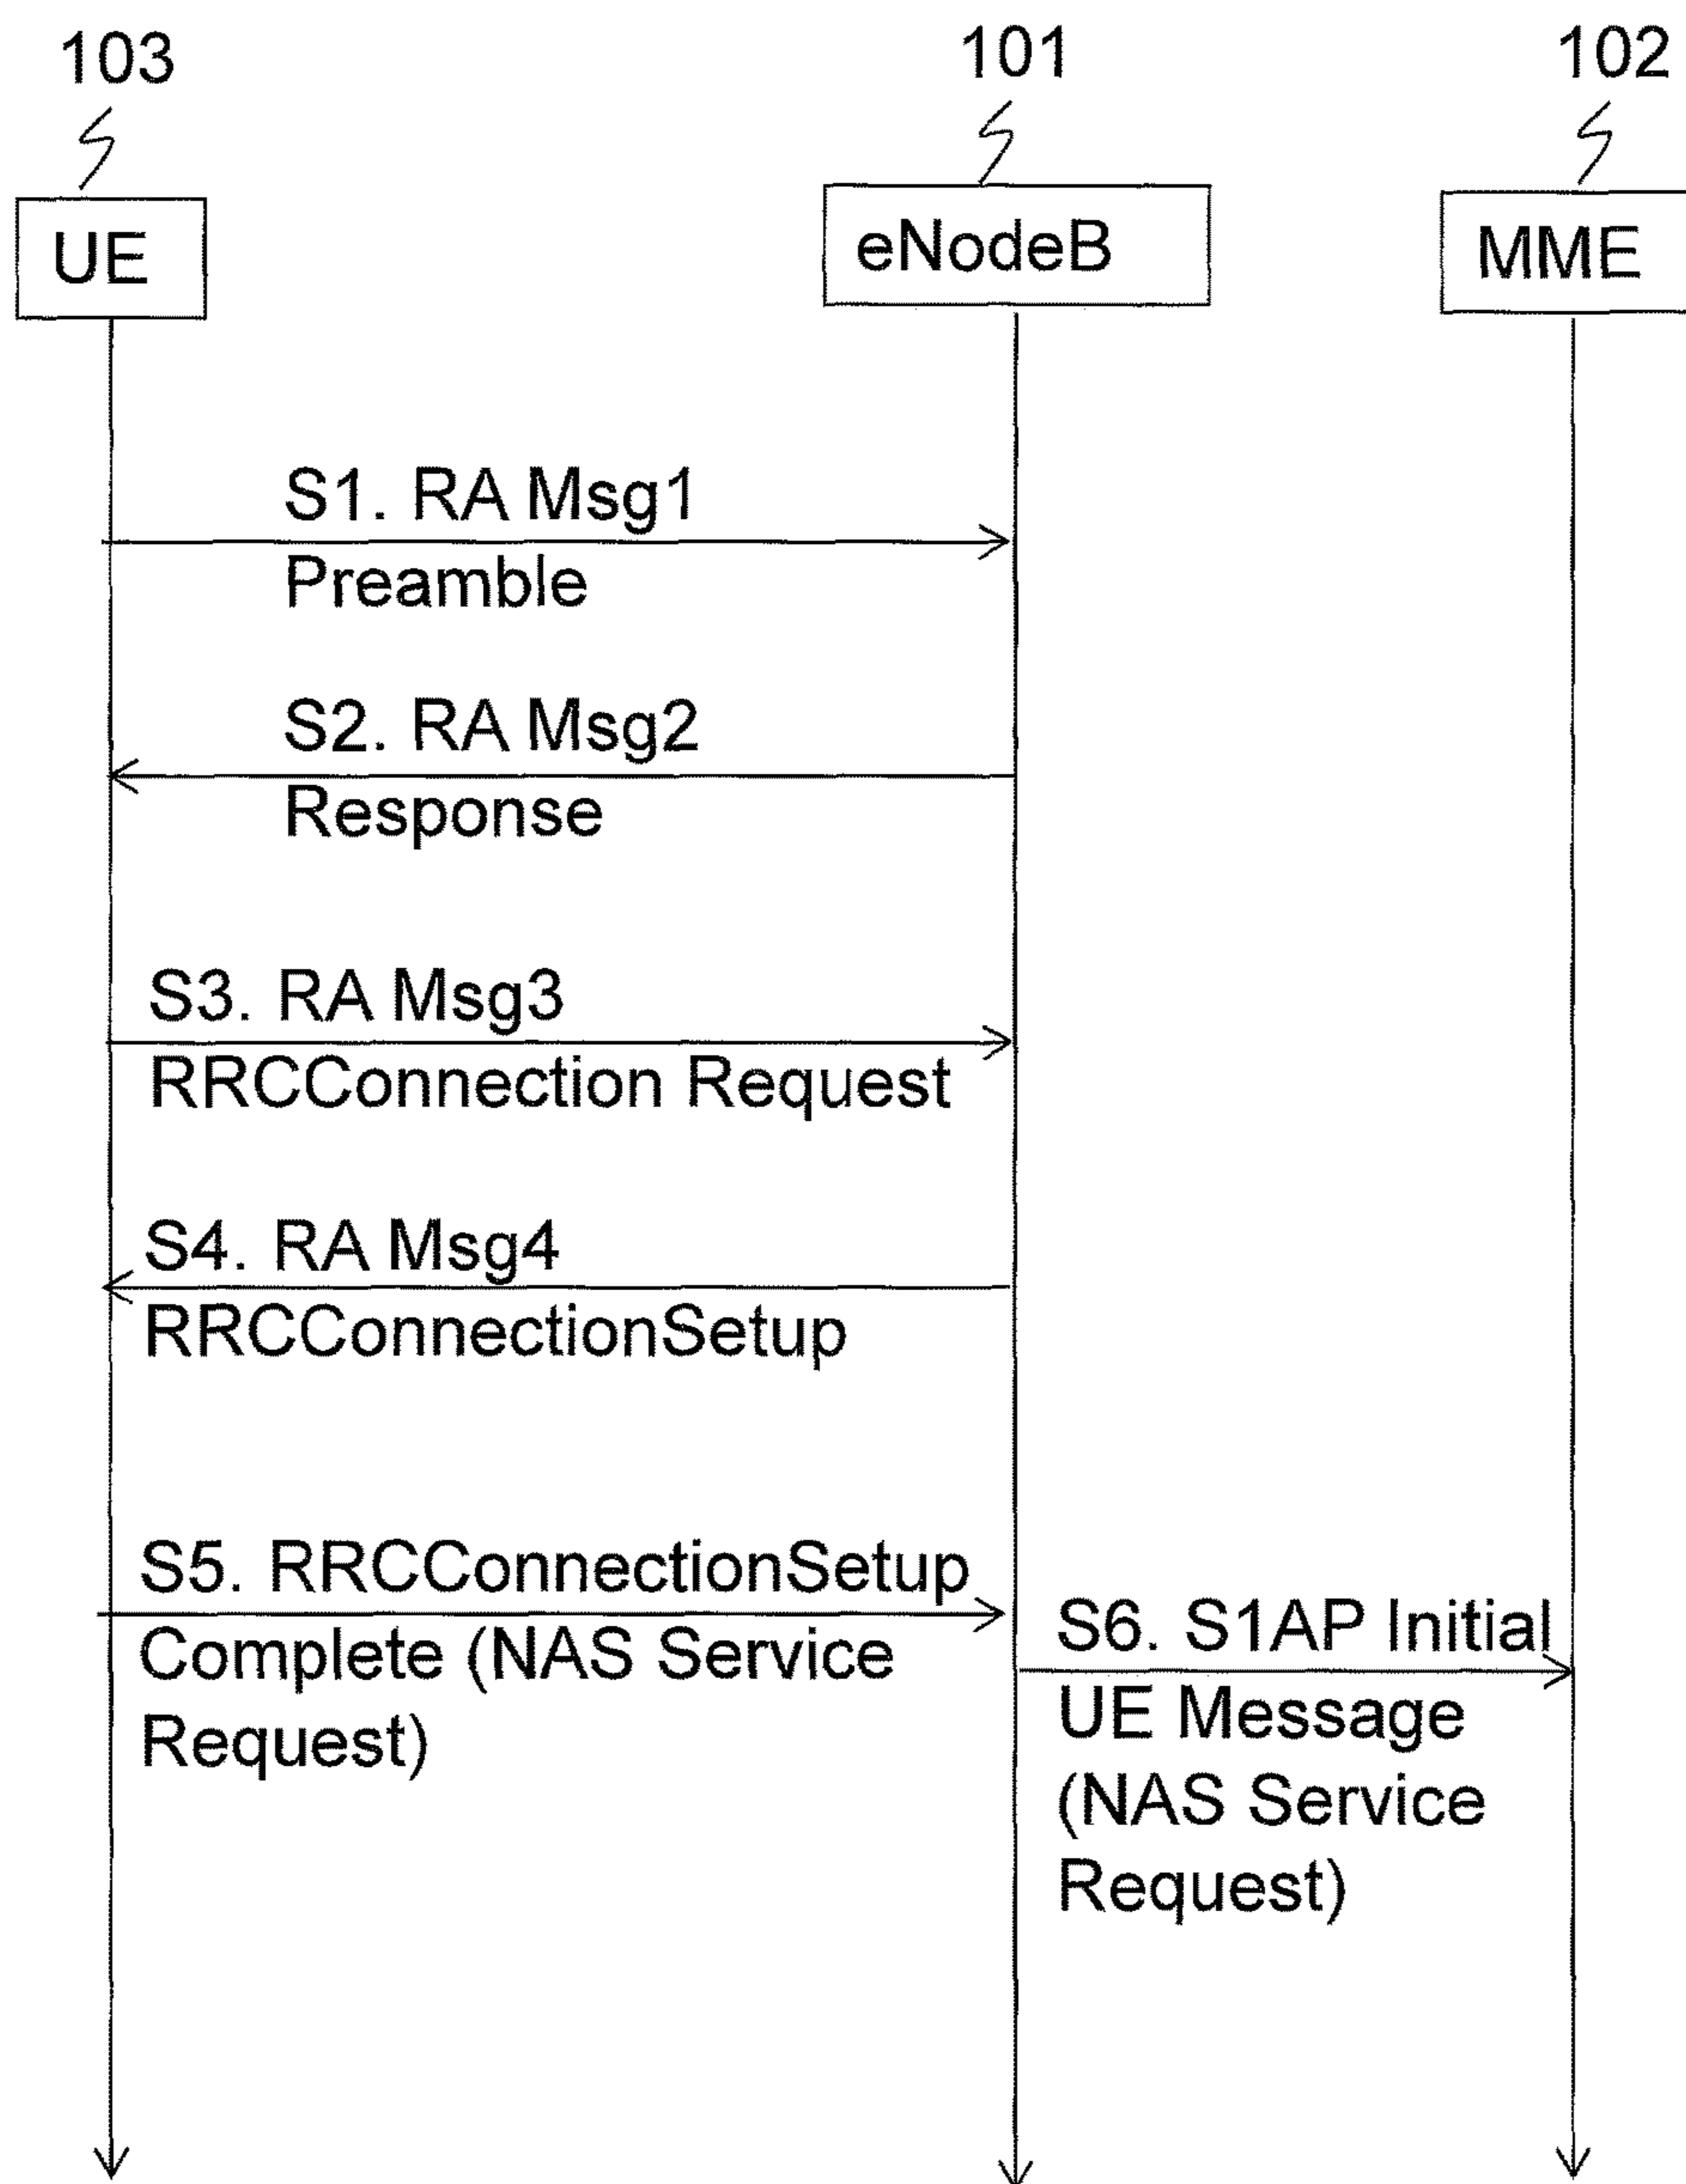 103
101
102
UE
eNodeB
MME
S1. RA Msg1
Preamble
S2. RA Msg2
Response
S3. RA Msg3
RRCConnection Request
S4. RA Msg4
RRCConnectionSetup
S5. RRCConnectionSetup
Complete (NAS Service
Request)
S6. S1AP Initial
UE Message
(NAS Service
Request)